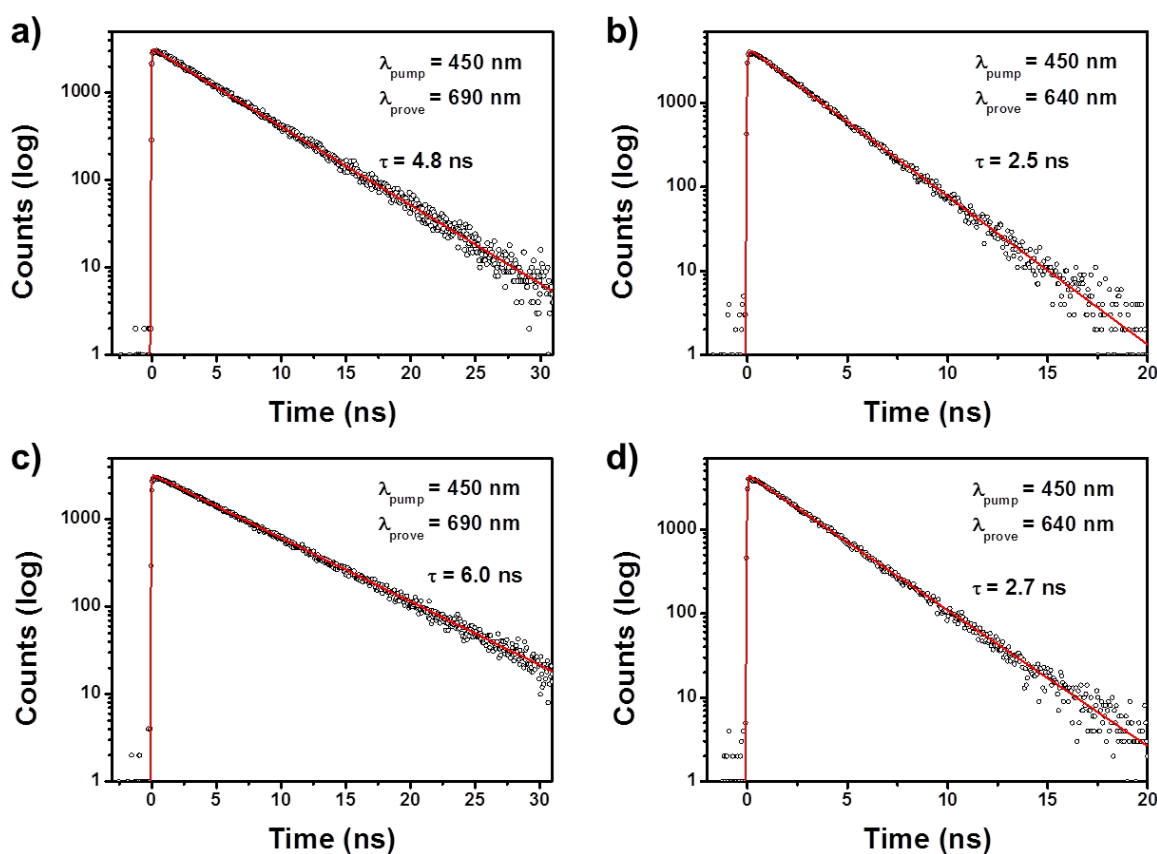 a)
λpump = 450 nm
λprove = 690 nm
τ = 4.8 ns
Counts (log)
1000
100
10
1
0 5 10 15 20 25 30
Time (ns)
b)
λpump = 450 nm
λprove = 640 nm
τ = 2.5 ns
Counts (log)
1000
100
10
1
0 5 10 15 20
Time (ns)
c)
λpump = 450 nm
λprove = 690 nm
τ = 6.0 ns
Counts (log)
1000
100
10
1
0 5 10 15 20 25 30
Time (ns)
d)
λpump = 450 nm
λprove = 640 nm
τ = 2.7 ns
Counts (log)
1000
100
10
1
0 5 10 15 20
Time (ns)